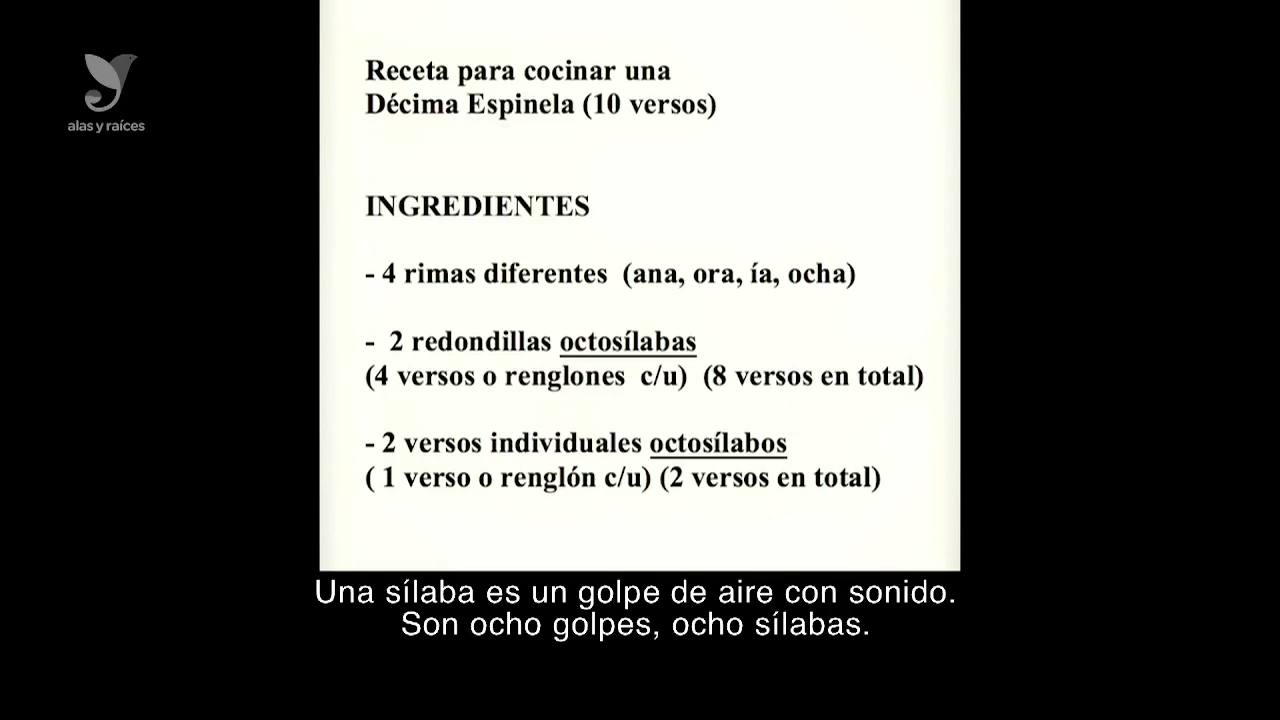 alas y raíces
Receta para cocinar una
Décima Espinela (10 versos)
INGREDIENTES
- 4 rimas diferentes (ana, ora, ía, ocha)
- 2 redondillas octosílabas
(4 versos o renglones c/u) (8 versos en total)
- 2 versos individuales octosílabos
( 1 verso o renglón c/u) (2 versos en total)
Una sílaba es un golpe de aire con sonido.
Son ocho golpes, ocho sílabas.